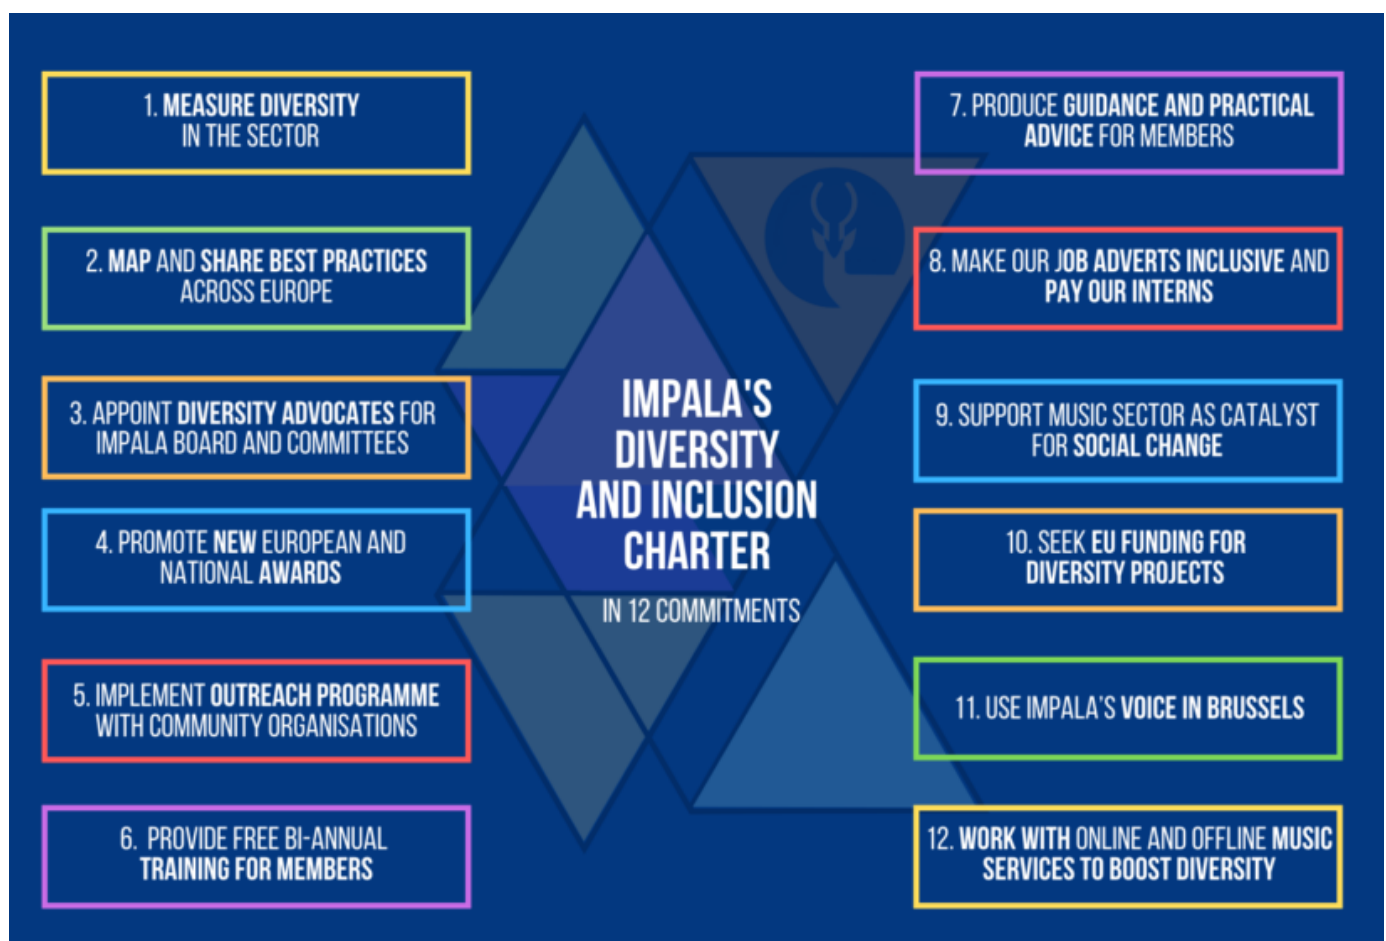 1. MEASURE DIVERSITY
IN THE SECTOR
2. MAP AND SHARE BEST PRACTICES
ACROSS EUROPE
3. APPOINT DIVERSITY ADVOCATES FOR
IMPALA BOARD AND COMMITTEES
4. PROMOTE NEW EUROPEAN AND
NATIONAL AWARDS
5. IMPLEMENT OUTREACH PROGRAMME
WITH COMMUNITY ORGANISATIONS
6. PROVIDE FREE BI-ANNUAL
TRAINING FOR MEMBERS
IMPALA'S
DIVERSITY
AND INCLUSION
CHARTER
IN 12 COMMITMENTS
7. PRODUCE GUIDANCE AND PRACTICAL
ADVICE FOR MEMBERS
8. MAKE OUR JOB ADVERTS INCLUSIVE AND
PAY OUR INTERNS
9. SUPPORT MUSIC SECTOR AS CATALYST
FOR SOCIAL CHANGE
10. SEEK EU FUNDING FOR
DIVERSITY PROJECTS
11. USE IMPALA'S VOICE IN BRUSSELS
12. WORK WITH ONLINE AND OFFLINE MUSIC
SERVICES TO BOOST DIVERSITY